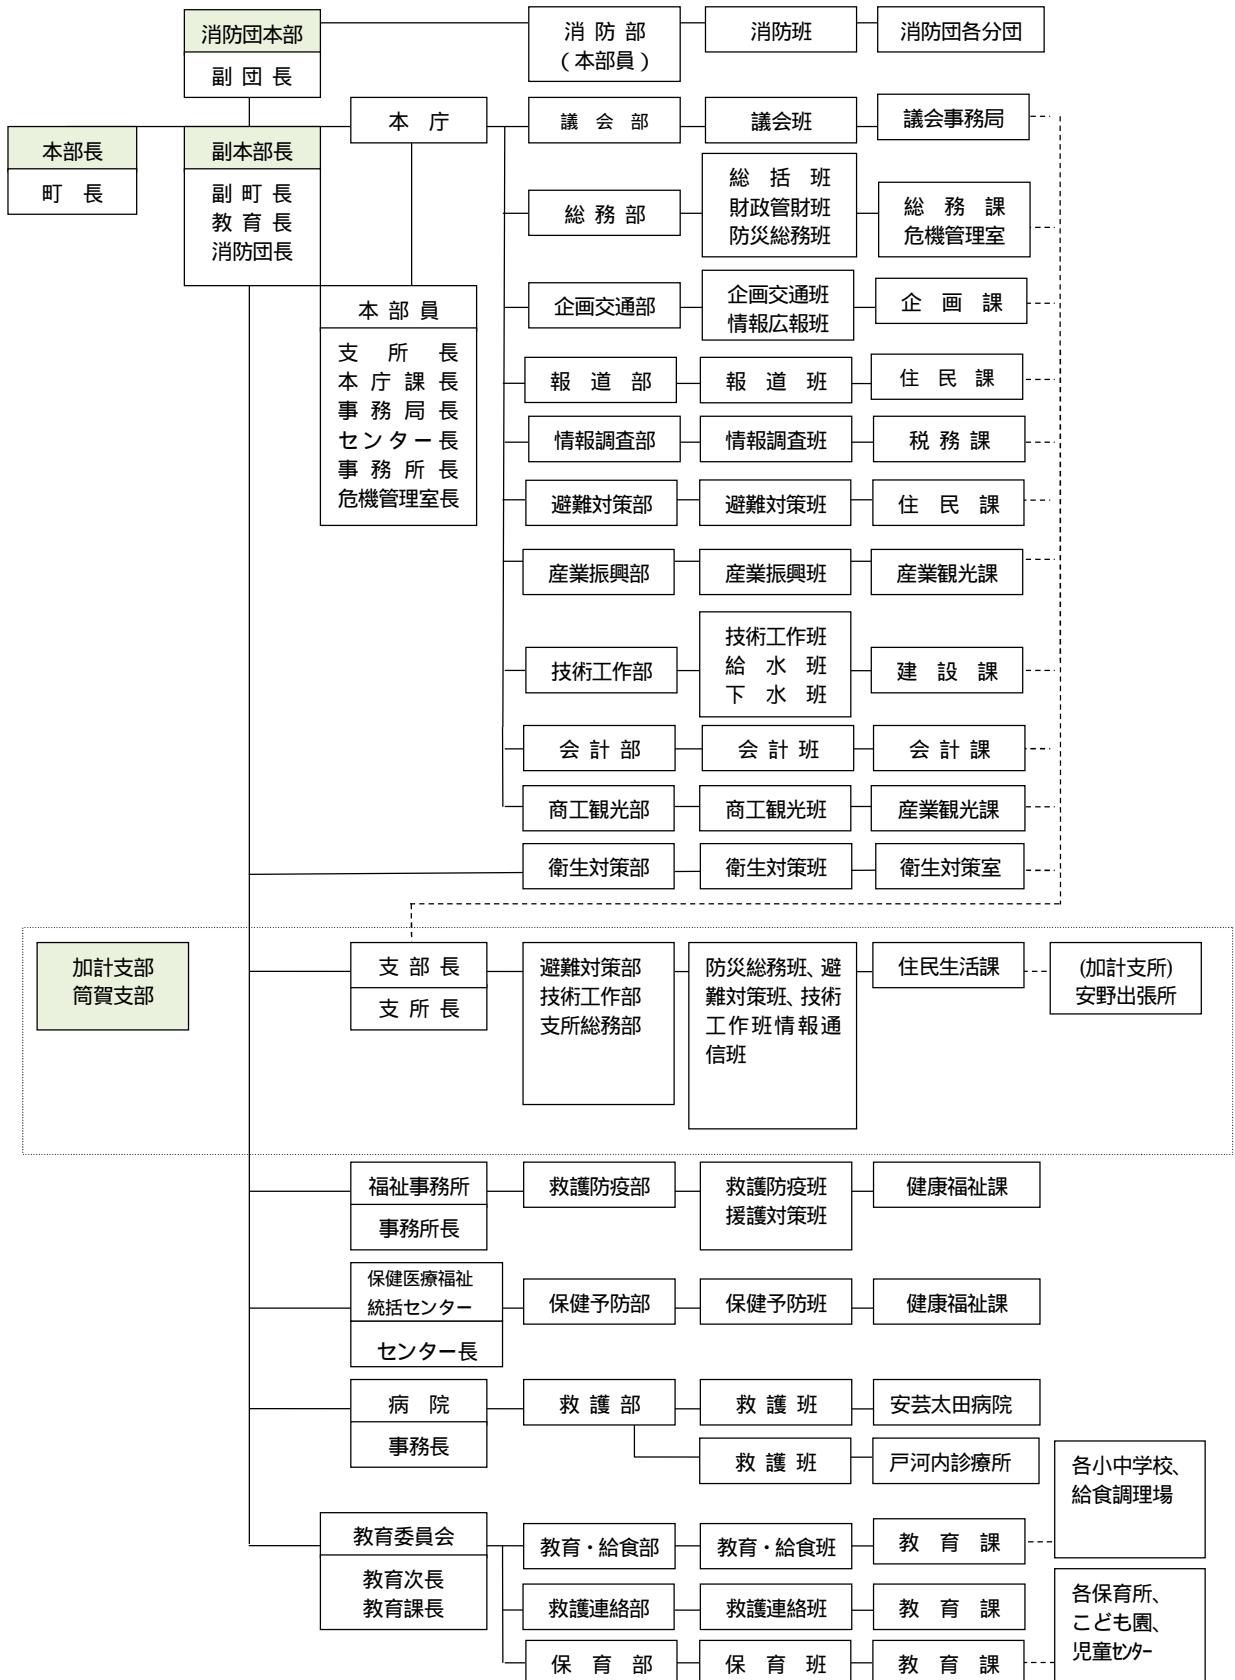 消防団本部
副 団 長
消 防 部
( 本部員 )
消防班
消防団各分団
本部長
町　長
副本部長
副 町 長
教 育 長
消防団長
本　庁
本 部 員
支　所　長
本 庁 課 長
事 務 局 長
センター長
事 務 所 長
危機管理室長
議 会 部
議会班
議会事務局
総 務 部
総　括　班
財政管財班
防災総務班
総　務　課
危機管理室
企画交通部
企画交通班
情報広報班
企　画　課
報　道　部
報　道　班
住　民　課
情報調査部
情報調査班
税 務 課
避難対策部
避難対策班
住　民　課
産業振興部
産業振興班
産業観光課
技術工作部
技術工作班
給　水　班
下　水　班
建　設　課
会 計 部
会 計 班
会 計 課
商工観光部
商工観光班
産業観光課
衛生対策部
衛生対策班
衛生対策室
加計支部
筒賀支部
支 部 長
支 所 長
避難対策部
技術工作部
支所総務部
防災総務班、避
難対策班、技術
工作班情報通
信班
住民生活課
(加計支所)
安野出張所
福祉事務所
事務所長
救護防疫部
救護防疫班
援護対策班
健康福祉課
保健医療福祉
統括センター
センター長
保健予防部
保健予防班
健康福祉課
病　院
事務長
救 護 部
救 護 班
安芸太田病院
救 護 班
戸河内診療所
教育委員会
教育次長
教育課長
教育・給食部
教育・給食班
教　育　課
各小中学校、
給食調理場
救護連絡部
救護連絡班
教　育　課
保　育　部
保　育　班
教　育　課
各保育所、
こども園、
児童センター